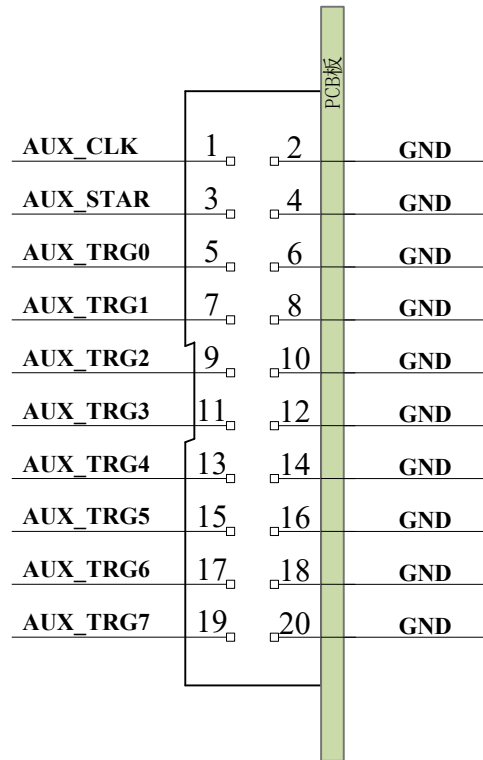 PCB板
AUX_CLK 1 2 GND
AUX_STAR 3 4 GND
AUX_TRG0 5 6 GND
AUX_TRG1 7 8 GND
AUX_TRG2 9 10 GND
AUX_TRG3 11 12 GND
AUX_TRG4 13 14 GND
AUX_TRG5 15 16 GND
AUX_TRG6 17 18 GND
AUX_TRG7 19 20 GND